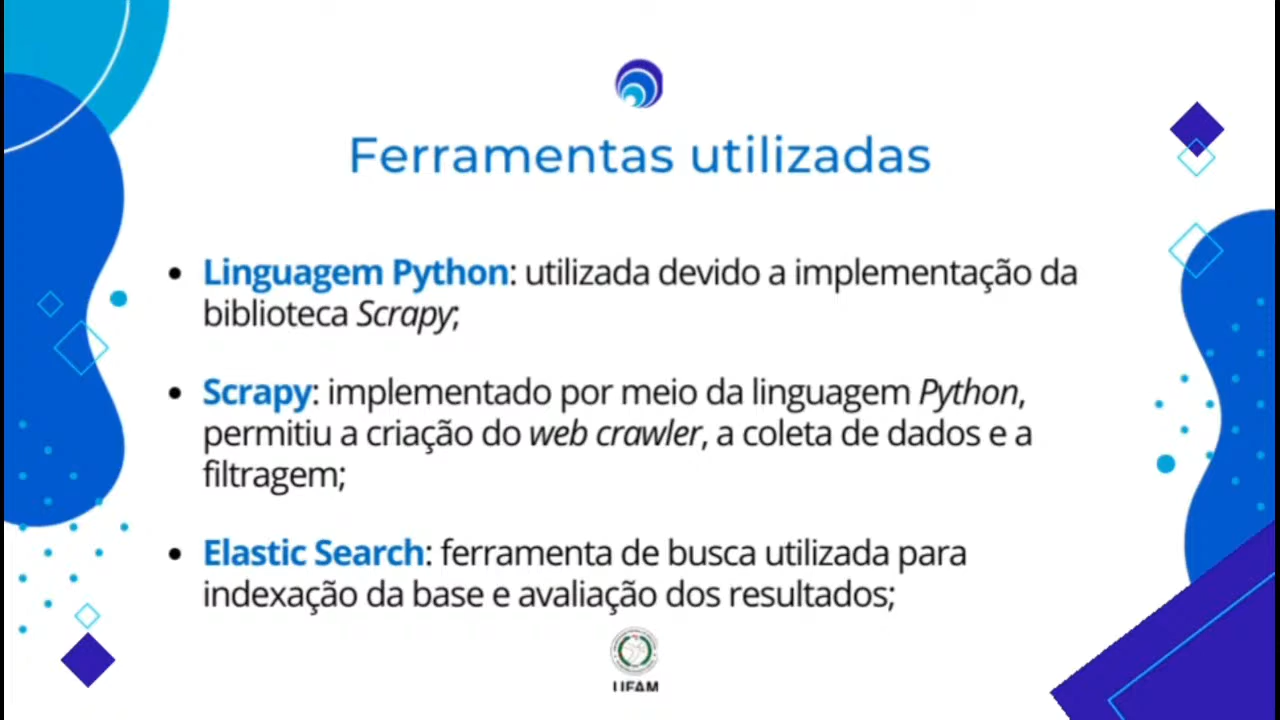 Ferramentas utilizadas
• Linguagem Python: utilizada devido a implementação da
biblioteca Scrapy;
• Scrapy: implementado por meio da linguagem Python,
permitiu a criação do web crawler, a coleta de dados e a
filtragem;
• Elastic Search: ferramenta de busca utilizada para
indexação da base e avaliação dos resultados;
UFAM